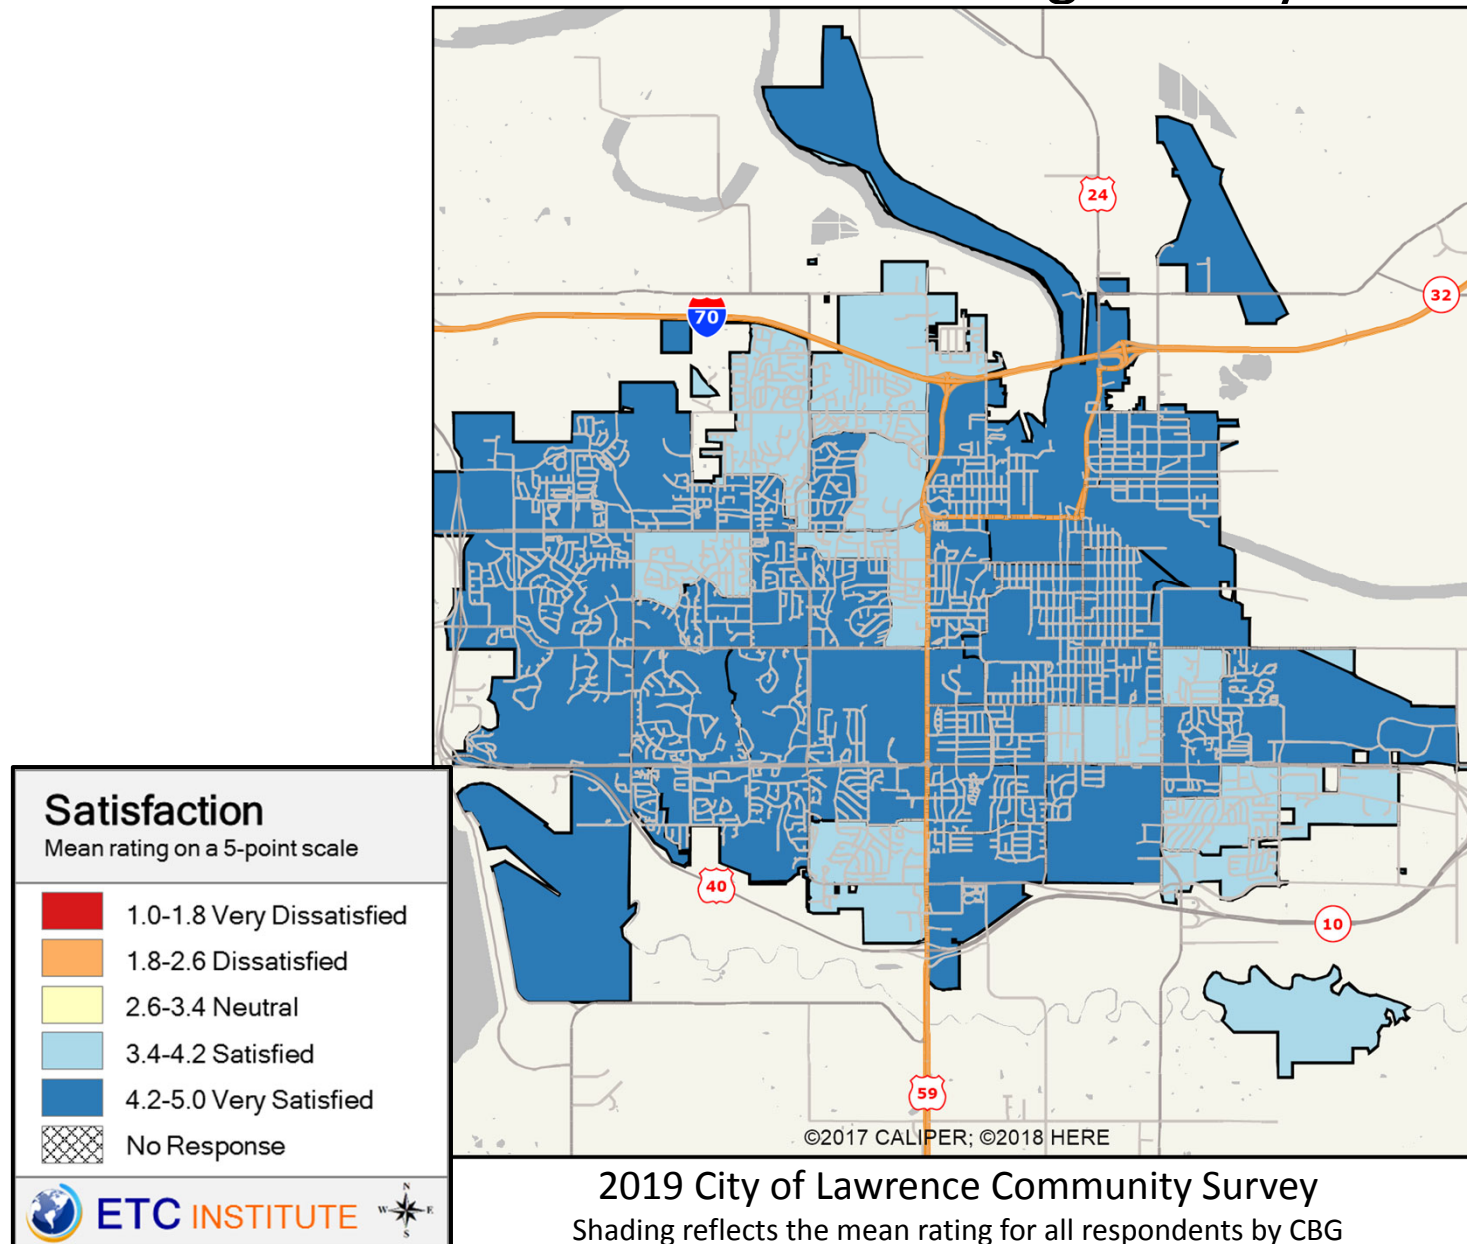 24
32
70
40
10
59
©2017 CALIPER; ©2018 HERE
Satisfaction
Mean rating on a 5-point scale
1.0-1.8 Very Dissatisfied
1.8-2.6 Dissatisfied
2.6-3.4 Neutral
3.4-4.2 Satisfied
4.2-5.0 Very Satisfied
No Response
ETC INSTITUTE
N
W E
S
2019 City of Lawrence Community Survey
Shading reflects the mean rating for all respondents by CBG